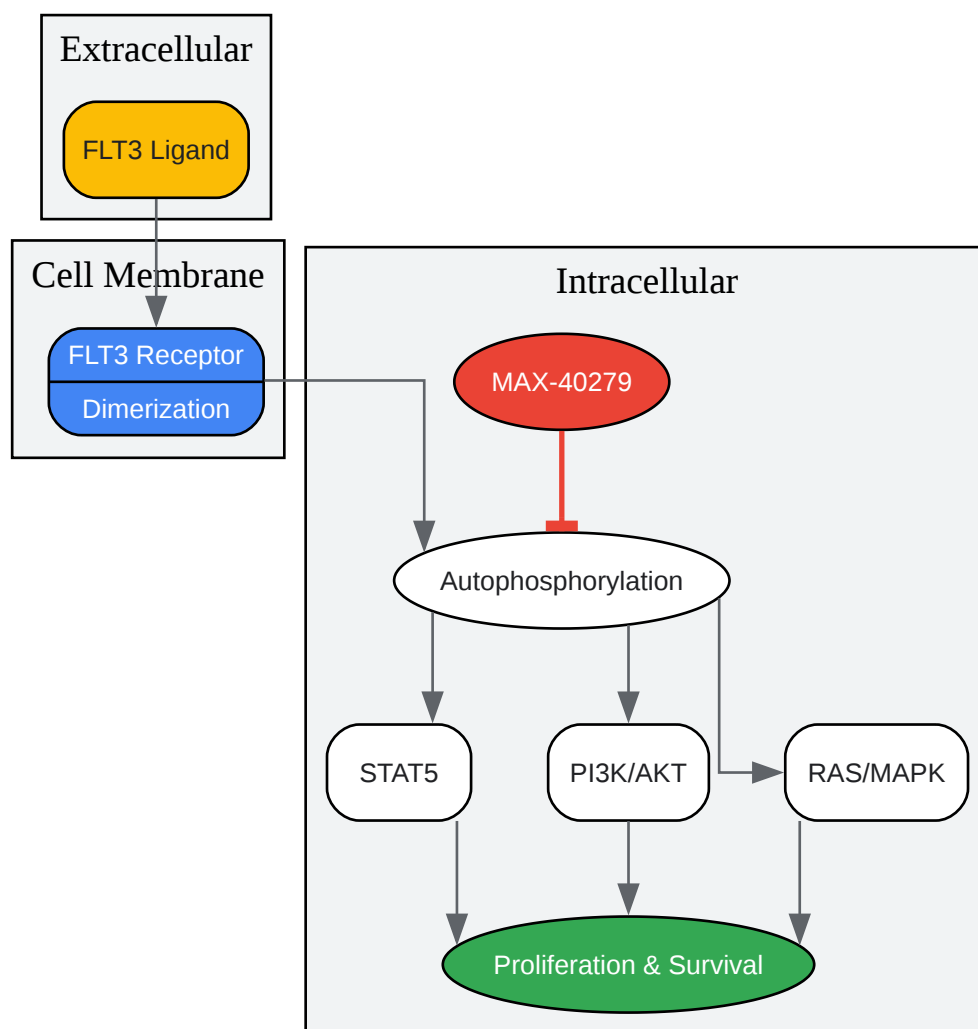 Extracellular
FLT3 Ligand
Cell Membrane
FLT3 Receptor
Dimerization
Intracellular
MAX-40279
Autophosphorylation
STAT5
PI3K/AKT
RAS/MAPK
Proliferation & Survival